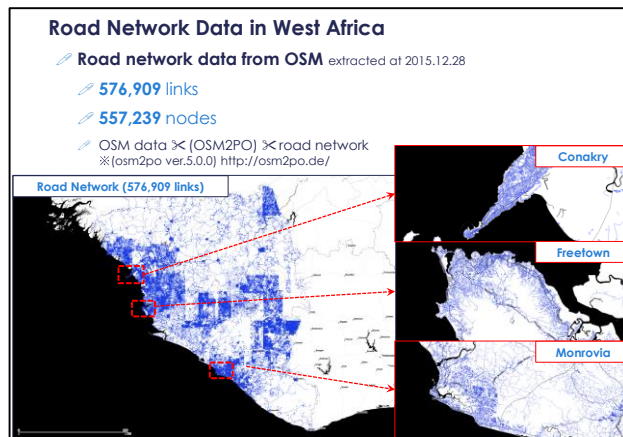 Road Network Data in West Africa
Road network data from OSM extracted at 2015.12.28
576,909 links
557,239 nodes
OSM data ✂ (OSM2PO) ✂ road network
※(osm2po ver.5.0.0) http://osm2po.de/
Road Network (576,909 links)
Conakry
Freetown
Monrovia